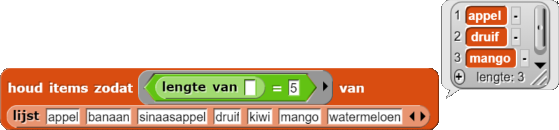 1 appel -
2 druif -
3 mango -
+ lengte: 3
houd items zodat lengte van = 5 van
lijst appel banaan sinaasappel druif kiwi mango watermeloen